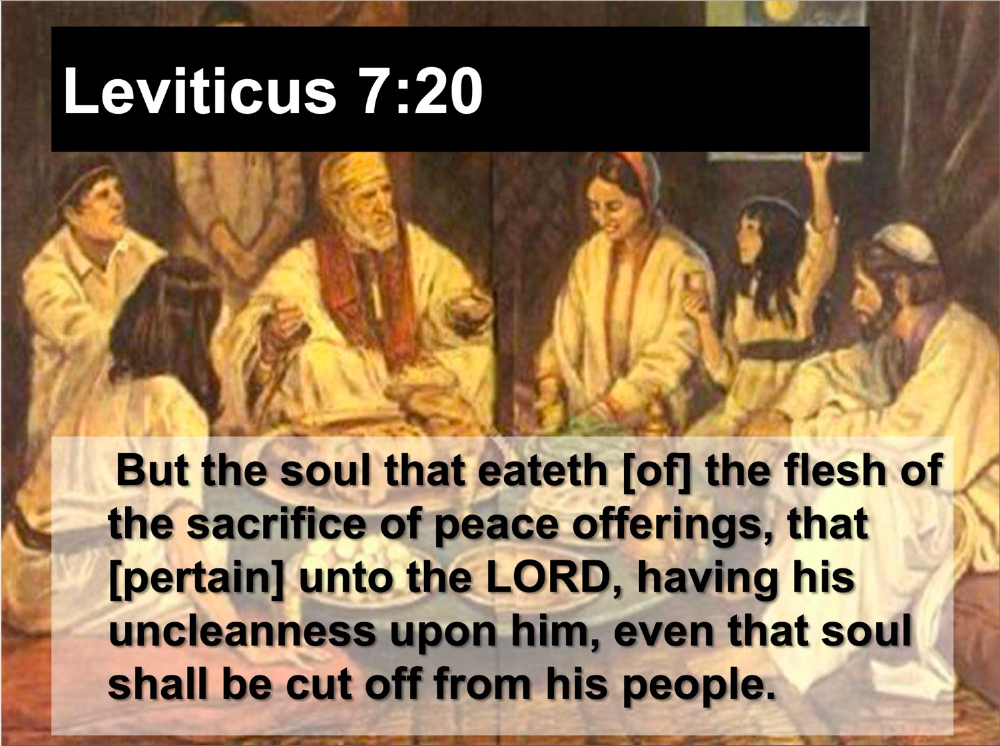 Leviticus 7:20
But the soul that eateth [of] the flesh of
the sacrifice of peace offerings, that
[pertain] unto the LORD, having his
uncleanness upon him, even that soul
shall be cut off from his people.